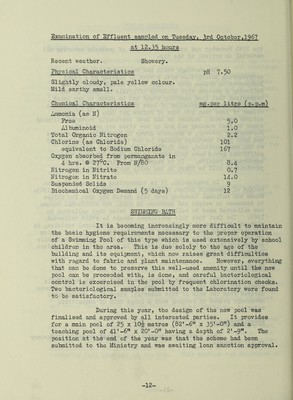 Examination of Effluent sampled on Tuesday, 3rd October, 1967
at 12.35 hours
Recent weather. Showery.
Physical Characteristics pH 7.50
Slightly cloudy, pale yellow colour.
Mild earthy smell.
Chemical Characteristics mg.per litre (p.p.m)
Ammonia (as N)
Free 5.0
Albuminoid 1.0
Total Organic Nitrogen 2.2
Chlorine (as Chloride) 101
equivalent to Sodium Chloride 167
Oxygen absorbed from permanganate in
4 hrs. @ 27°C. From N/80 8.4
Nitrogen in Nitrite 0.7
Nitrogen in Nitrate 14.0
Suspended Solids 9
Biochemical Oxygen Demand (5 days) 12
SWIMMING BATH
It is becoming increasingly more difficult to maintain
the basic hygiene requirements necessary to the proper operation
of a Swimming Pool of this type which is used extensively by school
children in the area. This is due solely to the age of the
building and its equipment, which now raises great difficulties
with regard to fabric and plant maintenance. However, everything
that can be done to preserve this well-used amenity until the new
pool can be proceeded with, is done, and careful bacteriological
control is exercised in the pool by frequent chlorination checks.
Two bacteriological samples submitted to the Laboratory were found
to be satisfactory.
During this year, the design of the new pool was
finalised and approved by all interested parties. It provides
for a main pool of 25 x 10½ metres (82'-6" x 35'-0") and a
teaching pool of 41'-6" x 20'-0" having a depth of 2'-9". The
position at the end of the year was that the scheme had been
submitted to the Ministry and was awaiting loan sanction approval.
-12-